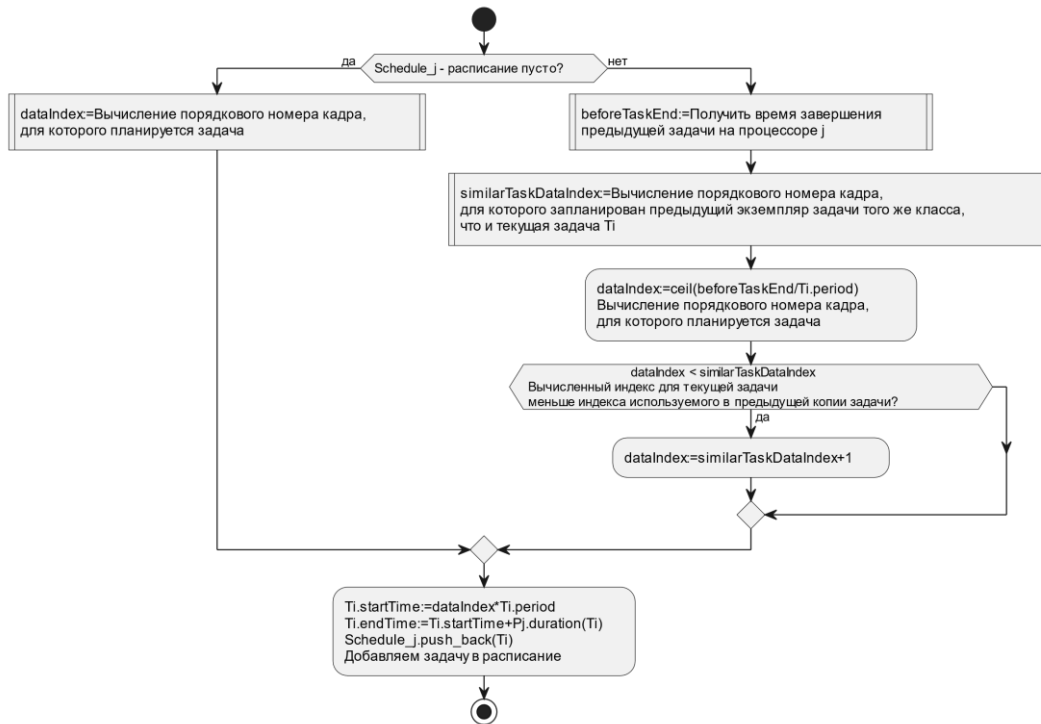 Schedule_j - расписание пусто?
да
нет
dataIndex:=Вычисление порядкового номера кадра,
для которого планируется задача
beforeTaskEnd:=Получить время завершения
предыдущей задачи на процессоре j
similarTaskDataIndex:=Вычисление порядкового номера кадра,
для которого запланирован предыдущий экземпляр задачи того же класса,
что и текущая задача Ti
dataIndex:=ceil(beforeTaskEnd/Ti.period)
Вычисление порядкового номера кадра,
для которого планируется задача
dataIndex < similarTaskDataIndex
Вычисленный индекс для текущей задачи
меньше индекса используемого в предыдущей копии задачи?
да
dataIndex:=similarTaskDataIndex+1
Ti.startTime:=dataIndex*Ti.period
Ti.endTime:=Ti.startTime+Pj.duration(Ti)
Schedule_j.push_back(Ti)
Добавляем задачу в расписание